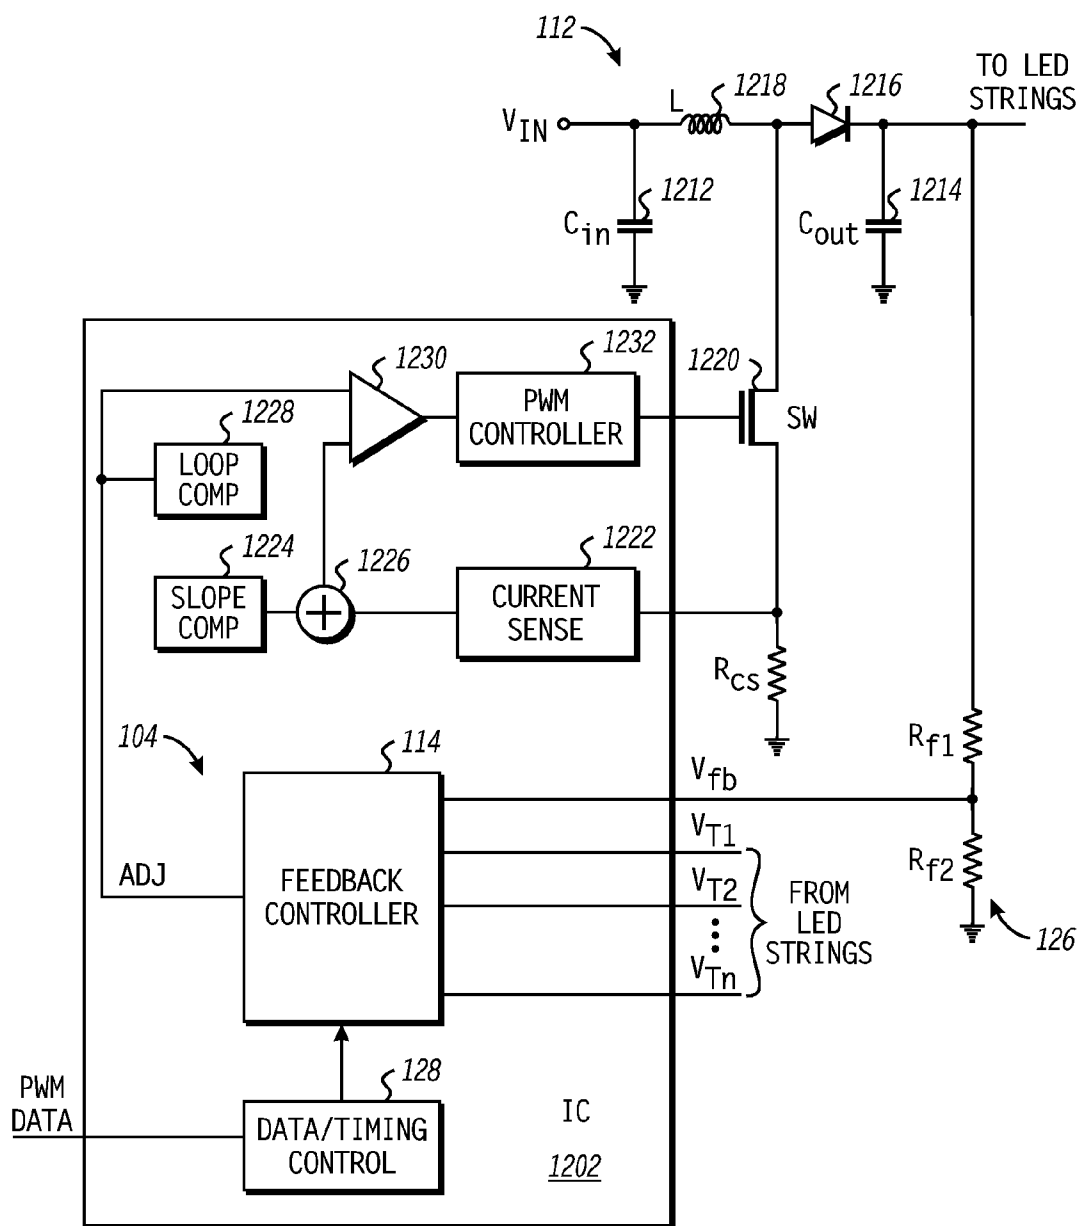 112
TO LED
STRINGS
1218
1216
L
V_IN
1212
1214
C_in
C_out
1230
1232
1220
1228
PWM
CONTROLLER
SW
LOOP
COMP
1224
1226
1222
SLOPE
COMP
CURRENT
SENSE
R_CS
104
114
R_f1
V_fb
V_T1
R_f2
ADJ
FEEDBACK
CONTROLLER
V_T2
FROM
LED
STRINGS
126
V_Tn
128
PWM
DATA
DATA/TIMING
CONTROL
IC
1202